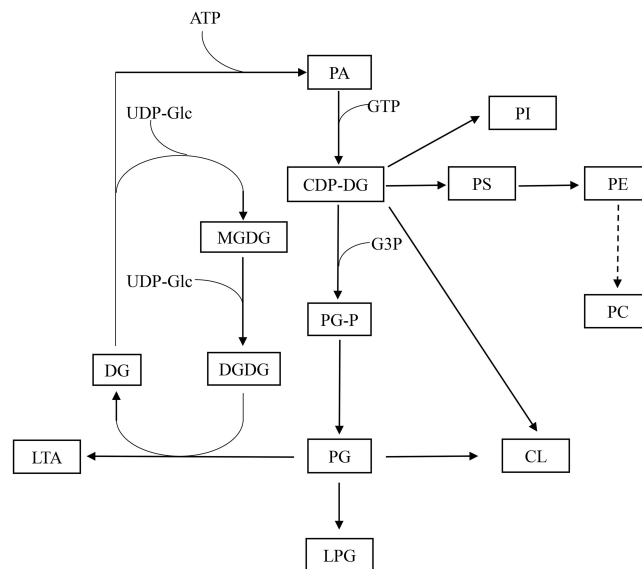 ATP
PA
UDP-Glc
GTP
PI
CDP-DG
PS
PE
MGDG
G3P
UDP-Glc
PG-P
PC
DG
DGDG
LTA
PG
CL
LPG